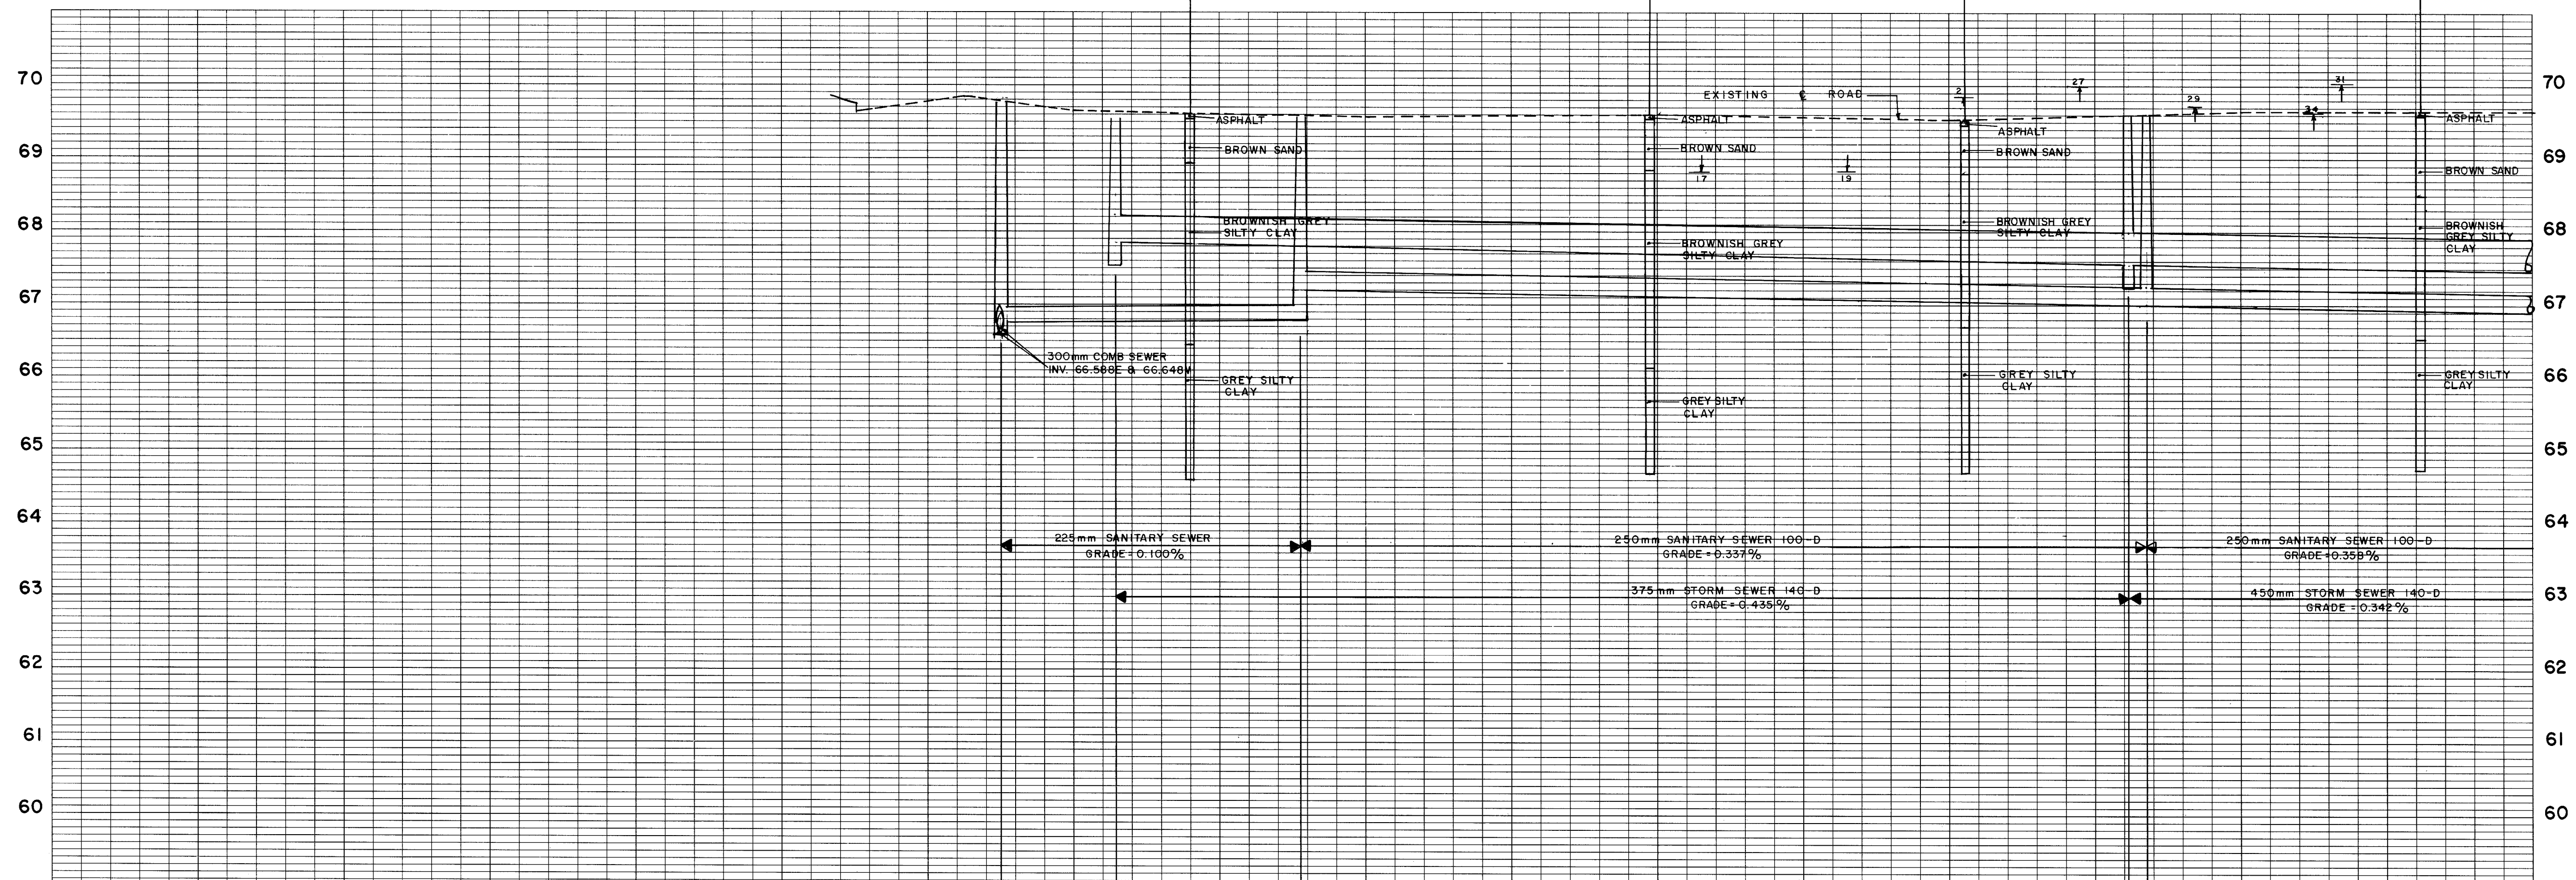 70
69
68
67
66
65
64
63
62
61
60
70
69
68
67
66
65
64
63
62
61
60
EXISTING ℄ ROAD
27
31
29
34
17
19
ASPHALT
BROWN SAND
BROWNISH GREY
SILTY CLAY
GREY SILTY
CLAY
ASPHALT
BROWN SAND
BROWNISH GREY
SILTY CLAY
GREY SILTY
CLAY
ASPHALT
BROWN SAND
BROWNISH GREY
SILTY CLAY
GREY SILTY
CLAY
ASPHALT
BROWN SAND
BROWNISH
GREY SILTY
CLAY
GREY SILTY
CLAY
300mm COMB SEWER
INV. 66.588E & 66.648W
225mm SANITARY SEWER
GRADE = 0.100%
250mm SANITARY SEWER 100-D
GRADE = 0.337%
250mm SANITARY SEWER 100-D
GRADE = 0.358%
375mm STORM SEWER 140-D
GRADE = 0.435%
450mm STORM SEWER 140-D
GRADE = 0.342%